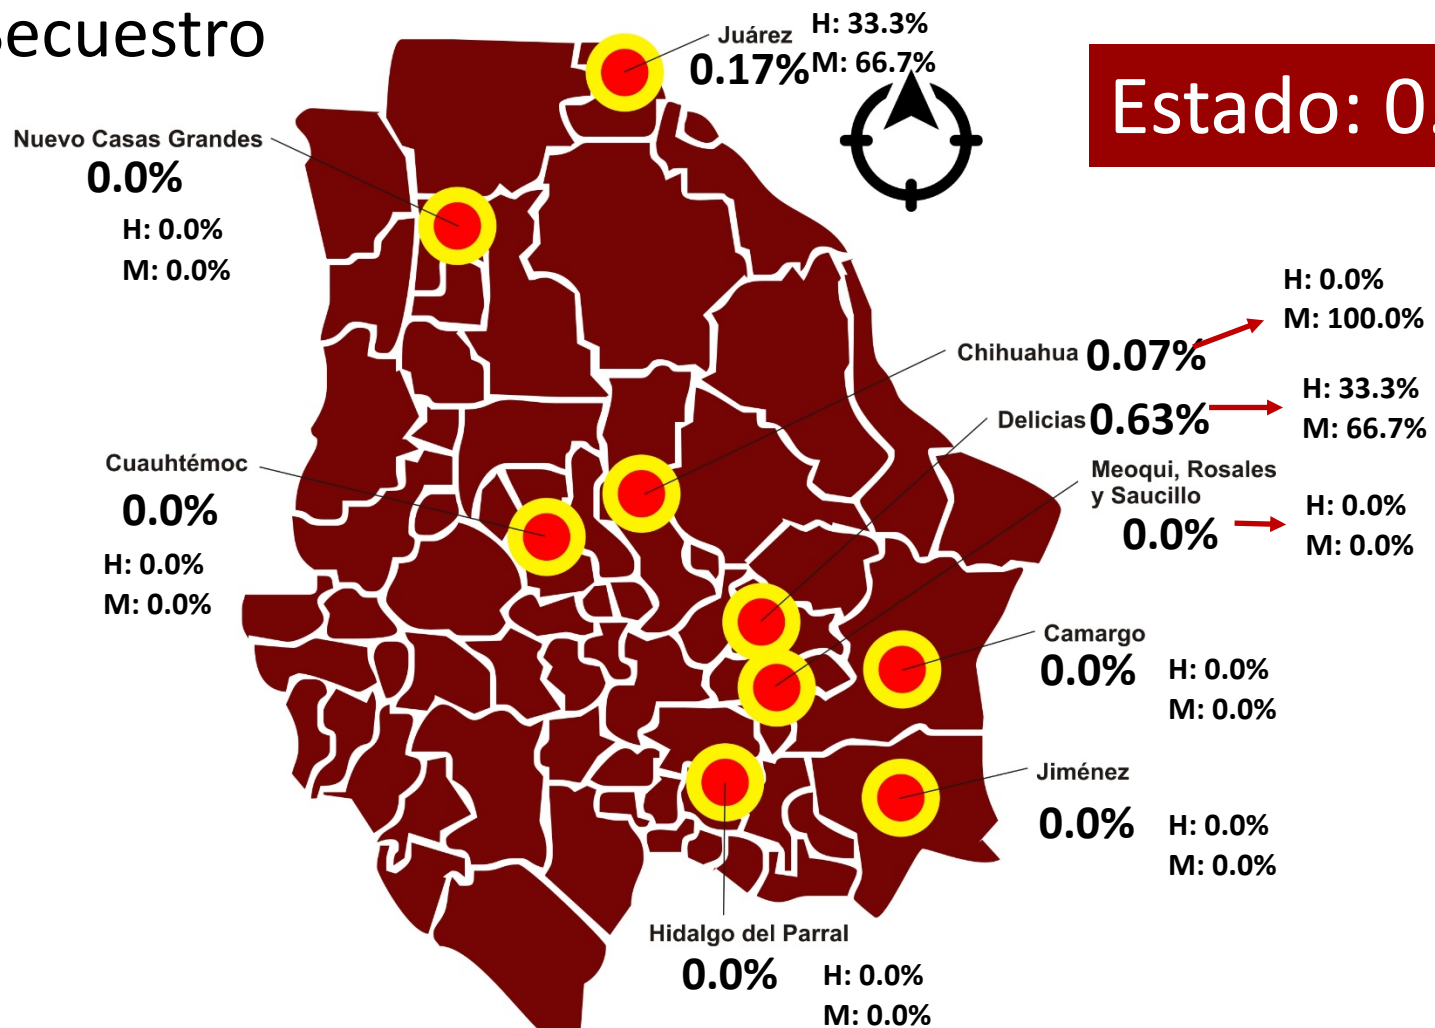 Secuestro
Juárez
0.17%
H: 33.3%
M: 66.7%
Estado: 0.
Nuevo Casas Grandes
0.0%
H: 0.0%
M: 0.0%
Chihuahua 0.07%
H: 0.0%
M: 100.0%
Delicias 0.63%
H: 33.3%
M: 66.7%
Cuauhtémoc
0.0%
H: 0.0%
M: 0.0%
Meoqui, Rosales
y Saucillo
0.0%
H: 0.0%
M: 0.0%
Camargo
0.0%
H: 0.0%
M: 0.0%
Jiménez
0.0%
H: 0.0%
M: 0.0%
Hidalgo del Parral
0.0%
H: 0.0%
M: 0.0%